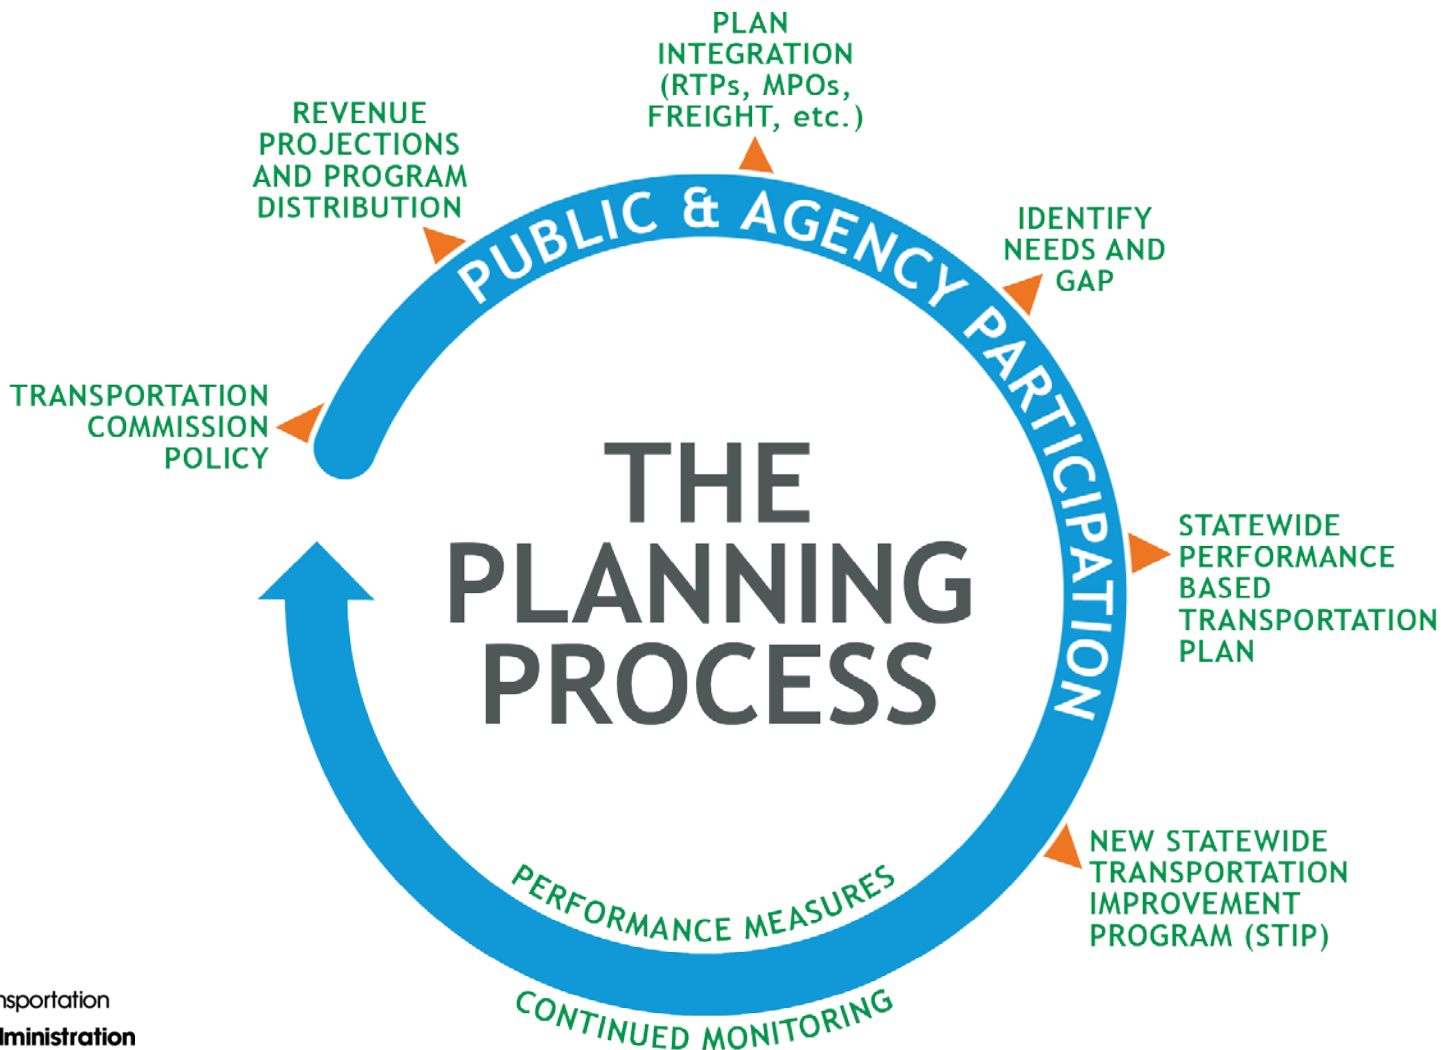 PLAN
INTEGRATION
(RTPs, MPOs,
FREIGHT, etc.)
REVENUE
PROJECTIONS
AND PROGRAM
DISTRIBUTION
PUBLIC & AGENCY PARTICIPATION
IDENTIFY
NEEDS AND
GAP
TRANSPORTATION
COMMISSION
POLICY
THE
PLANNING
PROCESS
STATEWIDE
PERFORMANCE
BASED
TRANSPORTATION
PLAN
NEW STATEWIDE
TRANSPORTATION
IMPROVEMENT
PROGRAM (STIP)
PERFORMANCE MEASURES
CONTINUED MONITORING
nsportation
ministration